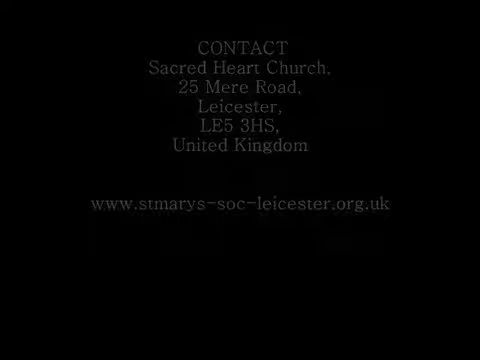 CONTACT
Sacred Heart Church,
25 Mere Road,
Leicester,
LE5 3HS,
United Kingdom
www.stmarys-soc-leicester.org.uk